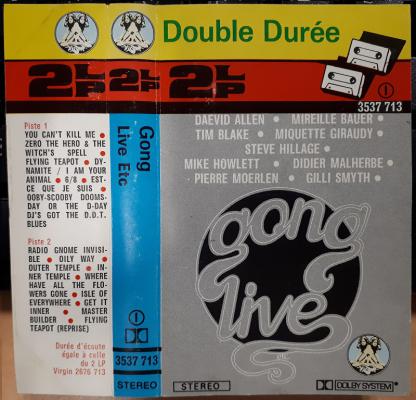 2LP
Piste 1
YOU CAN'T KILL ME •
ZERO THE HERO & THE
WITCH'S SPELL •
FLYING TEAPOT • DY-
NAMITE / I AM YOUR
ANIMAL • 6/8 • EST-
CE QUE JE SUIS •
OOBY-SCOOBY DOOMS-
DAY OR THE D-DAY
DJ'S GOT THE D.D.T.
BLUES
Piste 2
RADIO GNOME INVISI-
BLE • OILY WAY •
OUTER TEMPLE • IN-
NER TEMPLE • WHERE
HAVE ALL THE FLO-
WERS GONE • ISLE OF
EVERYWHERE • GET IT
INNER • MASTER
BUILDER • FLYING
TEAPOT (REPRISE)
Durée d'écoute
égale à celle
du 2 LP
Virgin 2676 713
2LP
Gong
Live Etc
3537 713
STEREO
Double Durée
2LP
3537 713
DAEVID ALLEN • MIREILLE BAUER •
TIM BLAKE • MIQUETTE GIRAUDY •
STEVE HILLAGE •
MIKE HOWLETT • DIDIER MALHERBE •
PIERRE MOERLEN • GILLI SMYTH •
gong
live
STEREO
DOLBY SYSTEM